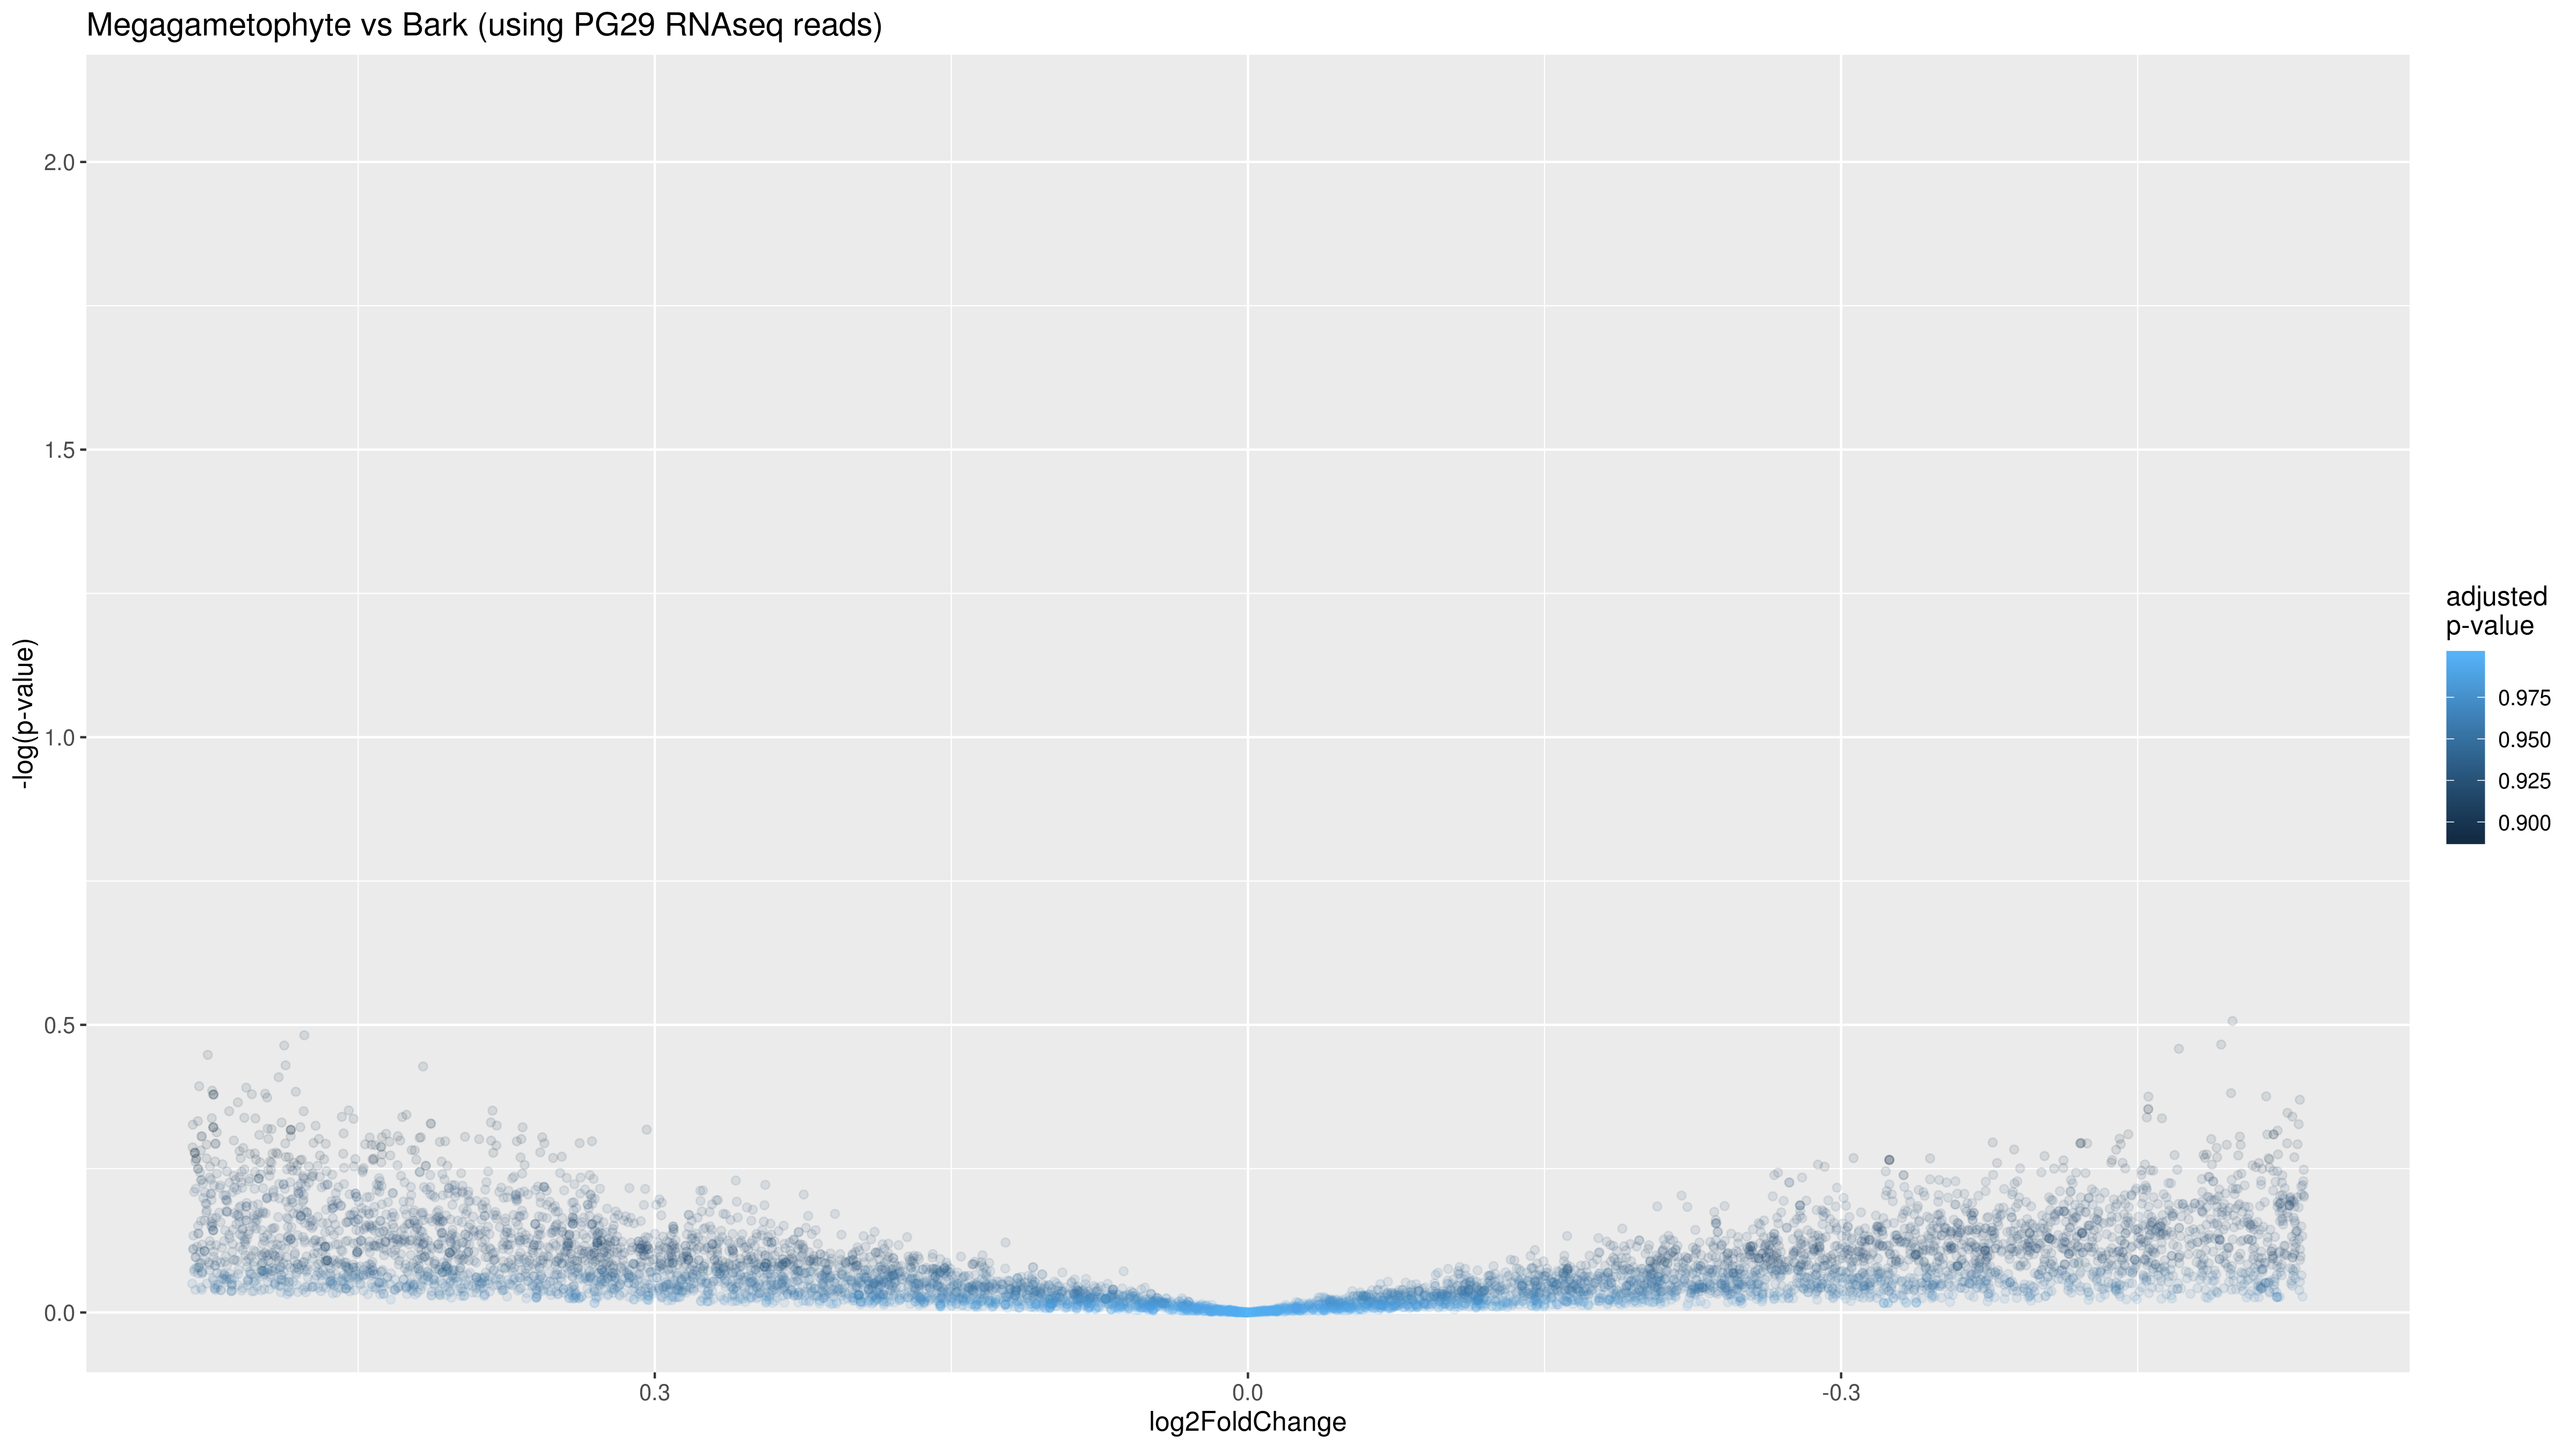 Megagametophyte vs Bark (using PG29 RNAseq reads)
2.0
1.5
1.0
0.5
0.0
-log(p-value)
0.3
0.0
-0.3
log2FoldChange
adjusted
p-value
0.975
0.950
0.925
0.900